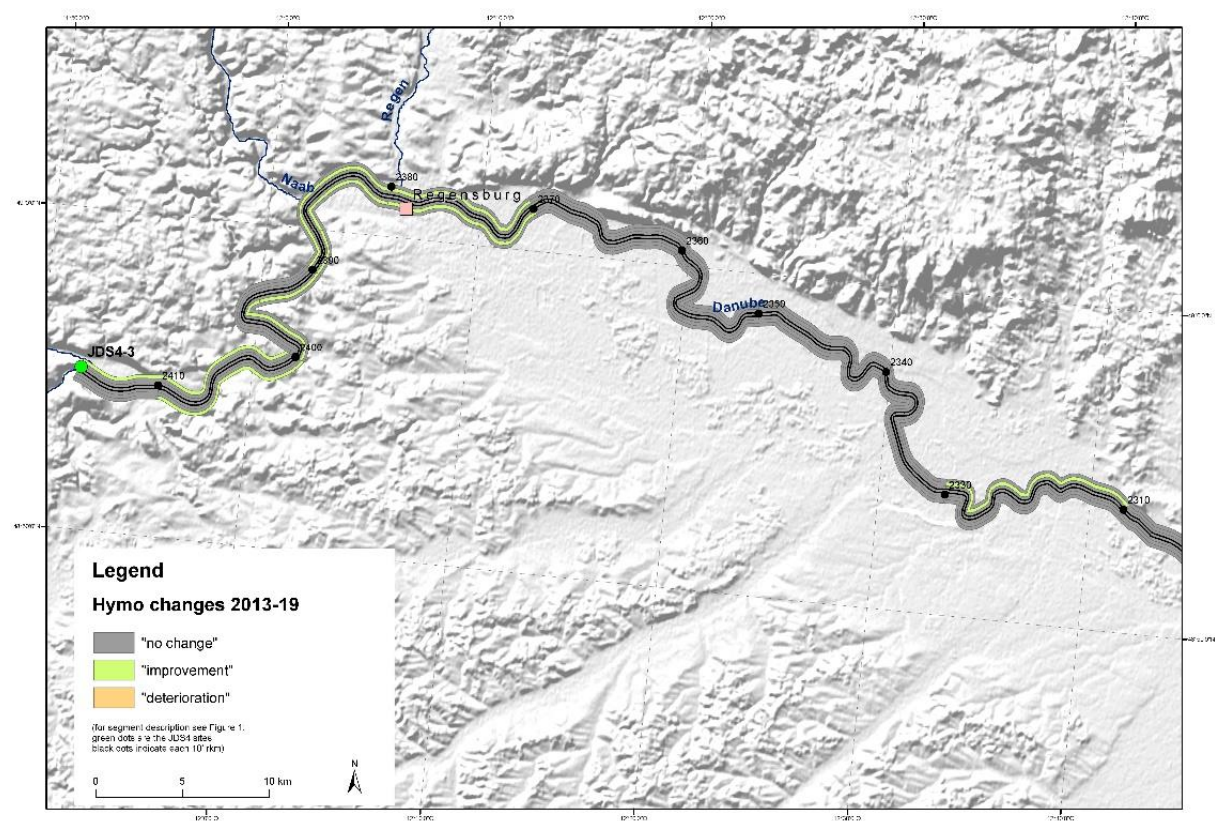 Regen
Naab
2380
Regensburg
2370
2390
2360
Danube
2350
JDS4-3
2400
2410
2340
2330
2310
Legend
Hymo changes 2013-19
"no change"
"improvement"
"deterioration"
(for segment description see Figure 1.
green dots are the JDS4 sites
black dots indicate each 10' rkm)
N
0 5 10 km